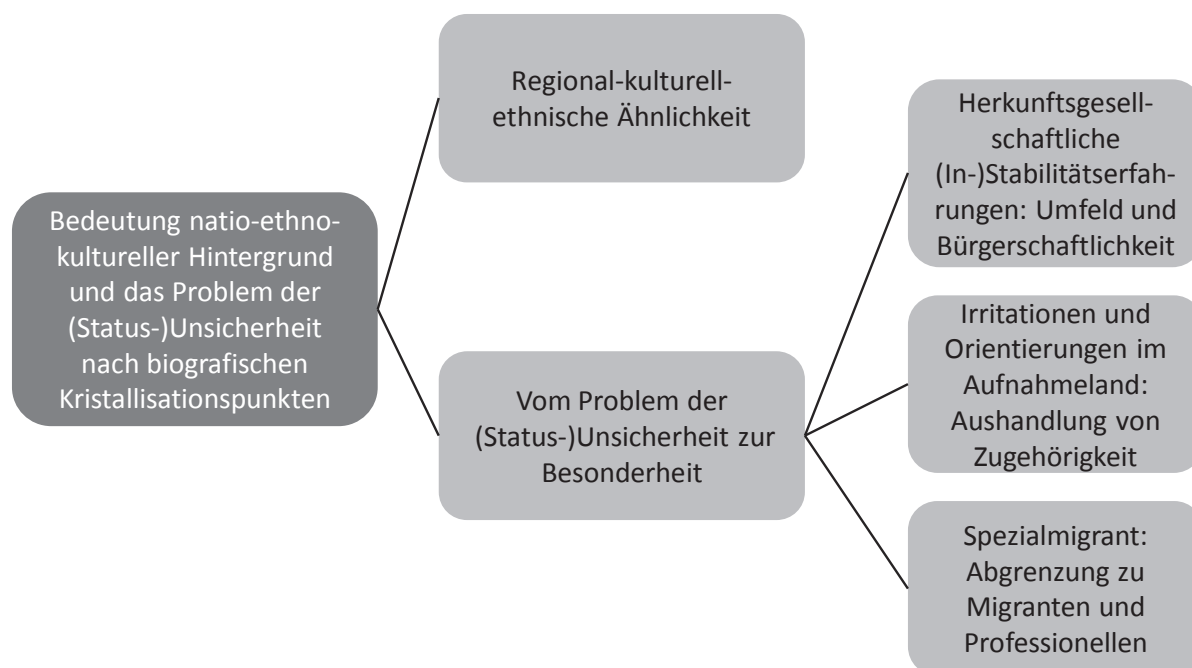 Bedeutung natio-ethno-
kultureller Hintergrund
und das Problem der
(Status-)Unsicherheit
nach biografischen
Kristallisationspunkten
Regional-kulturell-
ethnische Ähnlichkeit
Vom Problem der
(Status-)Unsicherheit zur
Besonderheit
Herkunftsgesell-
schaftliche
(In-)Stabilitätserfah-
rungen: Umfeld und
Bürgerschaftlichkeit
Irritationen und
Orientierungen im
Aufnahmeland:
Aushandlung von
Zugehörigkeit
Spezialmigrant:
Abgrenzung zu
Migranten und
Professionellen